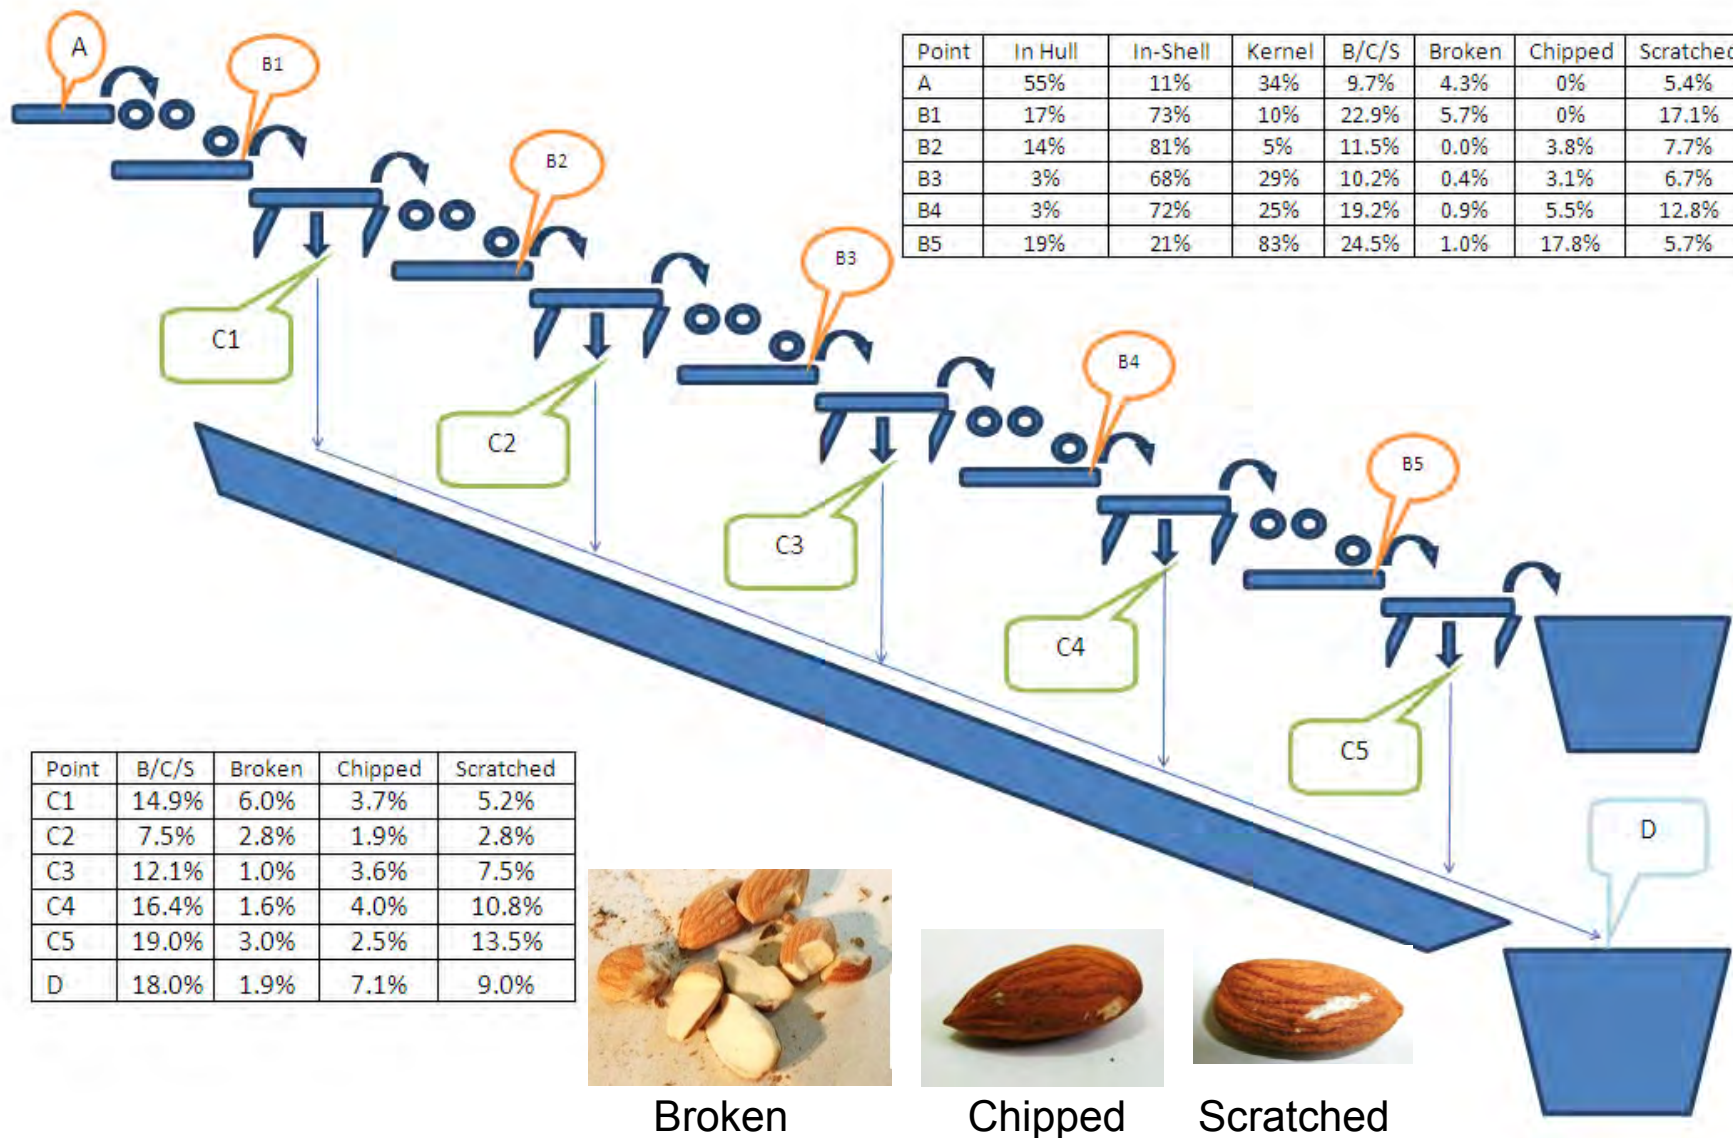 A
B1
B2
B3
B4
B5
C1
C2
C3
C4
C5
D
Point In Hull In-Shell Kernel B/C/S Broken Chipped Scratched
A 55% 11% 34% 9.7% 4.3% 0% 5.4%
B1 17% 73% 10% 22.9% 5.7% 0% 17.1%
B2 14% 81% 5% 11.5% 0.0% 3.8% 7.7%
B3 3% 68% 29% 10.2% 0.4% 3.1% 6.7%
B4 3% 72% 25% 19.2% 0.9% 5.5% 12.8%
B5 19% 21% 83% 24.5% 1.0% 17.8% 5.7%
Point B/C/S Broken Chipped Scratched
C1 14.9% 6.0% 3.7% 5.2%
C2 7.5% 2.8% 1.9% 2.8%
C3 12.1% 1.0% 3.6% 7.5%
C4 16.4% 1.6% 4.0% 10.8%
C5 19.0% 3.0% 2.5% 13.5%
D 18.0% 1.9% 7.1% 9.0%
Broken Chipped Scratched